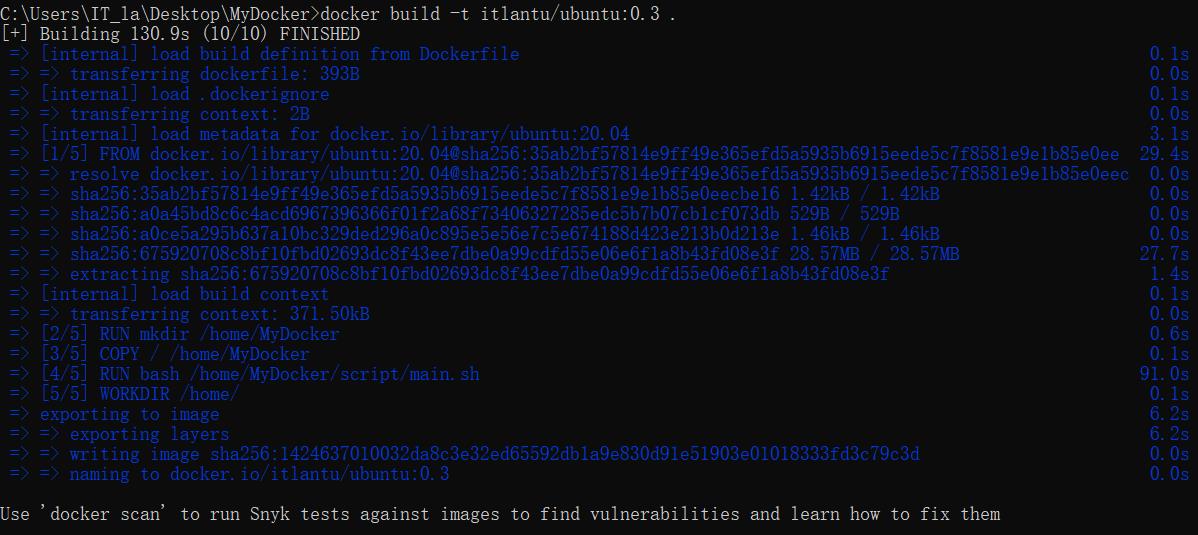 C:\Users\IT_la\Desktop\MyDocker>docker build -t itlantu/ubuntu:0.3 .
[+] Building 130.9s (10/10) FINISHED
=> [internal] load build definition from Dockerfile 0.1s
=> => transferring dockerfile: 393B 0.0s
=> [internal] load .dockerignore 0.1s
=> => transferring context: 2B 0.0s
=> [internal] load metadata for docker.io/library/ubuntu:20.04 3.1s
=> [1/5] FROM docker.io/library/ubuntu:20.04@sha256:35ab2bf57814e9ff49e365efd5a5935b6915eede5c7f8581e9e1b85e0ee 29.4s
=> => resolve docker.io/library/ubuntu:20.04@sha256:35ab2bf57814e9ff49e365efd5a5935b6915eede5c7f8581e9e1b85e0eec 0.0s
=> => sha256:35ab2bf57814e9ff49e365efd5a5935b6915eede5c7f8581e9e1b85e0eecbe16 1.42kB / 1.42kB 0.0s
=> => sha256:a0a45bd8c6c4acd6967396366f01f2a68f73406327285edc5b7b07cb1cf073db 529B / 529B 0.0s
=> => sha256:a0ce5a295b637a10bc329ded296a0c895e5e56e7c5e674188d423e213b0d213e 1.46kB / 1.46kB 0.0s
=> => sha256:675920708c8bf10fbd02693dc8f43ee7dbe0a99cdfd55e06e6f1a8b43fd08e3f 28.57MB / 28.57MB 27.7s
=> => extracting sha256:675920708c8bf10fbd02693dc8f43ee7dbe0a99cdfd55e06e6f1a8b43fd08e3f 1.4s
=> [internal] load build context 0.1s
=> => transferring context: 371.50kB 0.0s
=> [2/5] RUN mkdir /home/MyDocker 0.6s
=> [3/5] COPY / /home/MyDocker 0.1s
=> [4/5] RUN bash /home/MyDocker/script/main.sh 91.0s
=> [5/5] WORKDIR /home/ 0.1s
=> exporting to image 6.2s
=> => exporting layers 6.2s
=> => writing image sha256:1424637010032da8c3e32ed65592db1a9e830d91e51903e01018333fd3c79c3d 0.0s
=> => naming to docker.io/itlantu/ubuntu:0.3 0.0s
Use 'docker scan' to run Snyk tests against images to find vulnerabilities and learn how to fix them